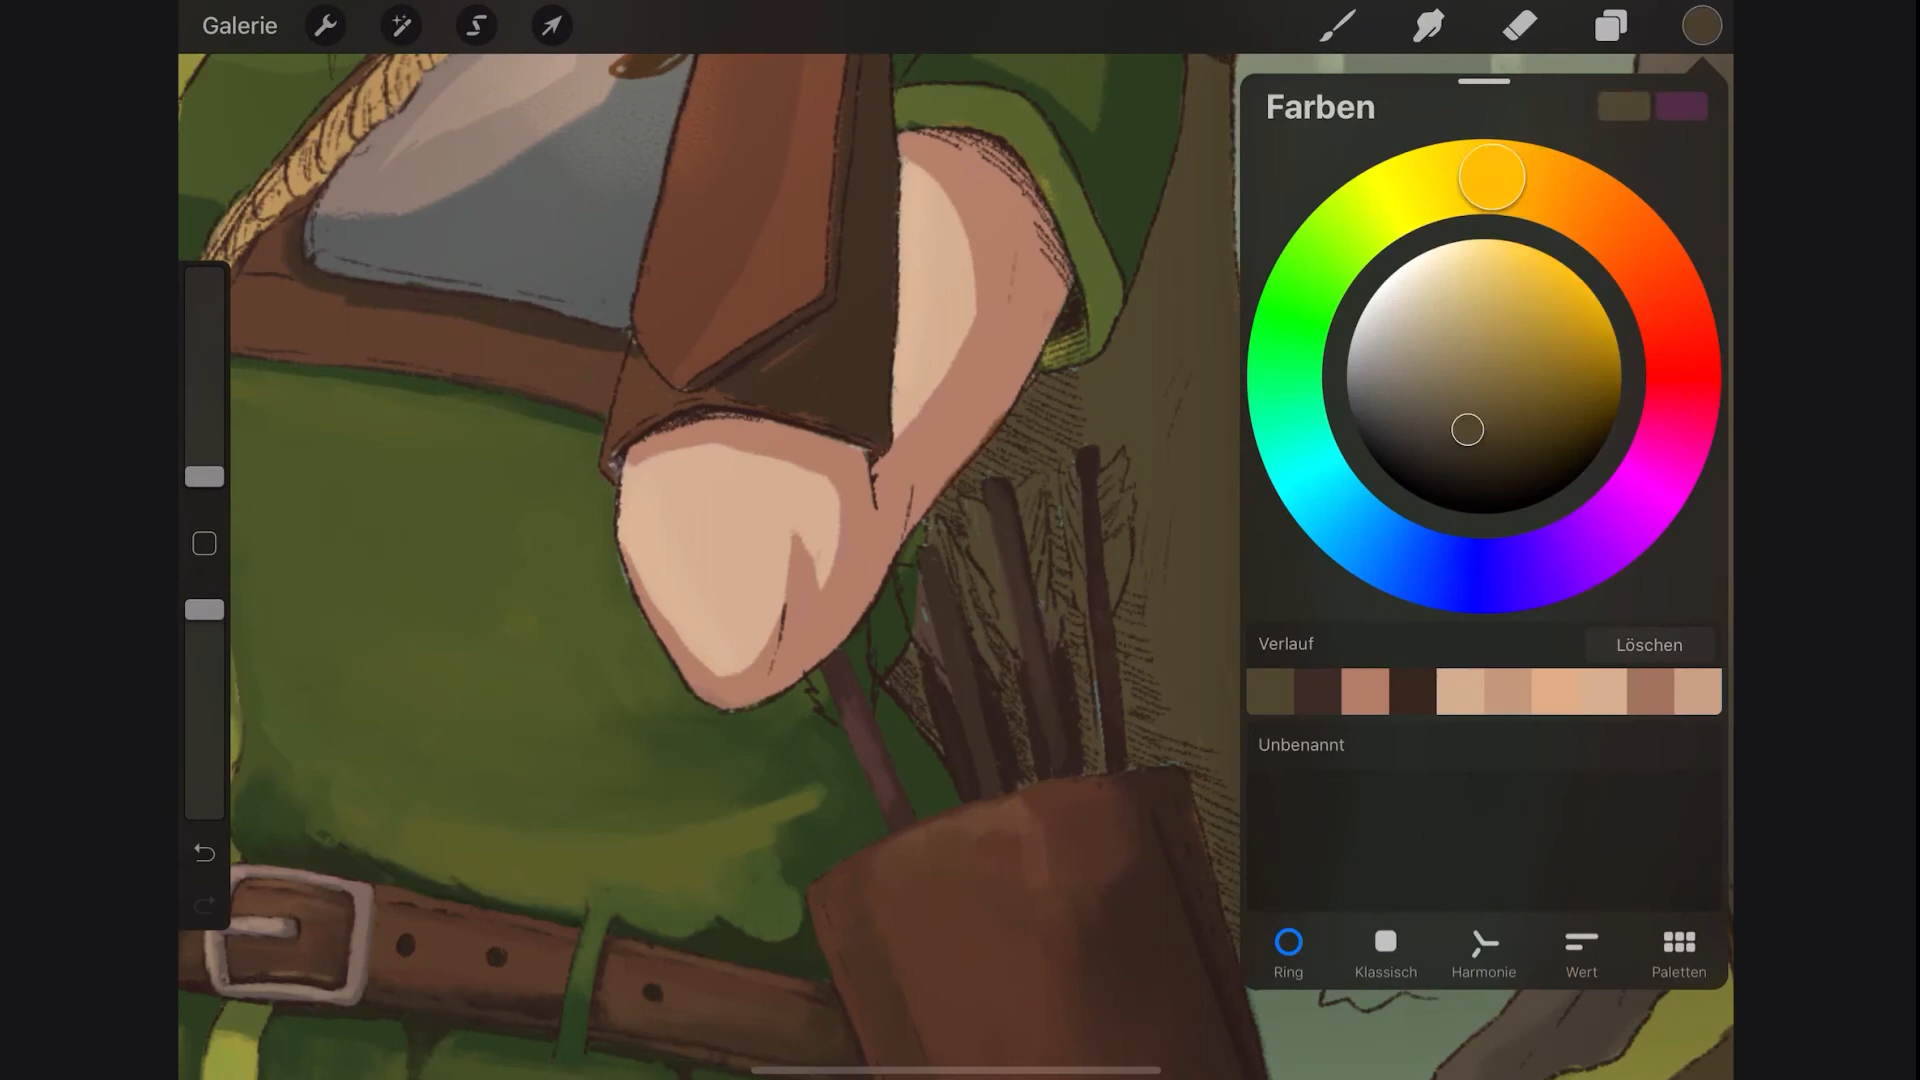 Galerie
Farben
Verlauf
Löschen
Unbenannt
Ring
Klassisch
Harmonie
Wert
Paletten